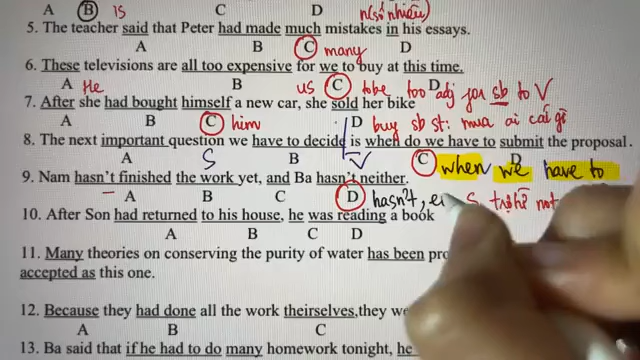 A B is C D n(số nhiều)
5. The teacher said that Peter had made much mistakes in his essays.
A B C many D
6. These televisions are all too expensive for we to buy at this time.
A He B us C to be too adj for sb to V D
7. After she had bought himself a new car, she sold her bike
A B C him D buy sb st: mua ai cái gì
8. The next important question we have to decide is when do we have to submit the proposal.
A S B V C when we have to D
9. Nam hasn't finished the work yet, and Ba hasn't neither.
A B C D hasn't, ei S trợ not
10. After Son had returned to his house, he was reading a book
A B C D
11. Many theories on conserving the purity of water has been pro
accepted as this one.
12. Because they had done all the work theirselves,they we
A B C
13. Ba said that if he had to do many homework tonight, he